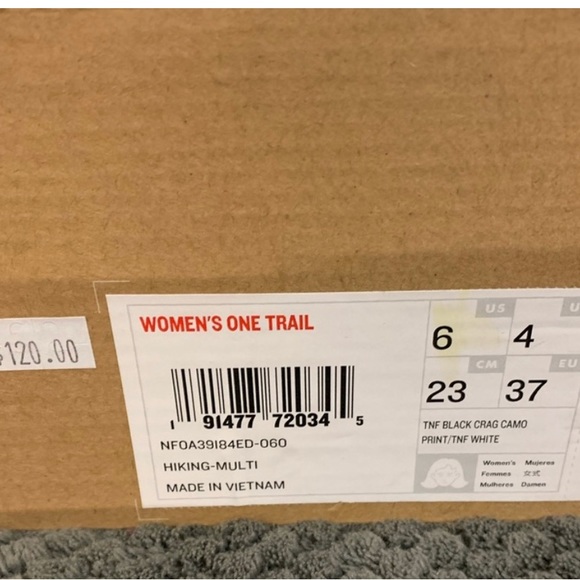 $120.00
WOMEN'S ONE TRAIL
1 91477 72034 5
NF0A39I84ED-060
HIKING-MULTI
MADE IN VIETNAM
US
6
4
CM
EU
23
37
TNF BLACK CRAG CAMO
PRINT/TNF WHITE
Women's Mujeres
Femmes 女式
Mulheres Damen